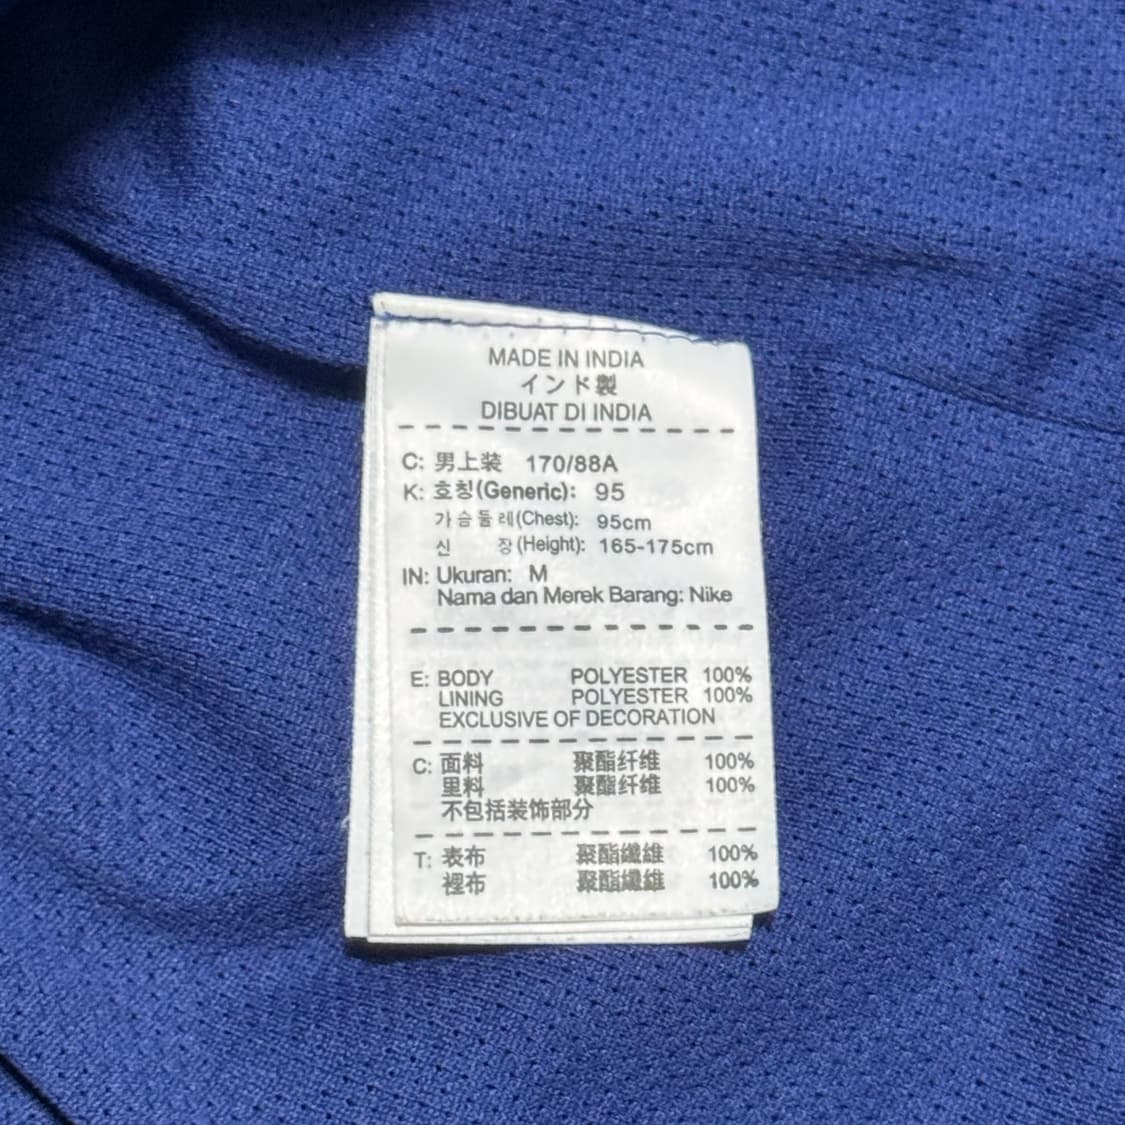 MADE IN INDIA
インド製
DIBUAT DI INDIA
C: 男上装 170/88A
K: 호칭(Generic): 95
가슴둘레(Chest): 95cm
신 장(Height): 165-175cm
IN: Ukuran: M
Nama dan Merek Barang: Nike
E: BODY POLYESTER 100%
LINING POLYESTER 100%
EXCLUSIVE OF DECORATION
C: 面料 聚酯纤维 100%
里料 聚酯纤维 100%
不包括装饰部分
T: 表布 聚酯纖維 100%
裡布 聚酯纖維 100%